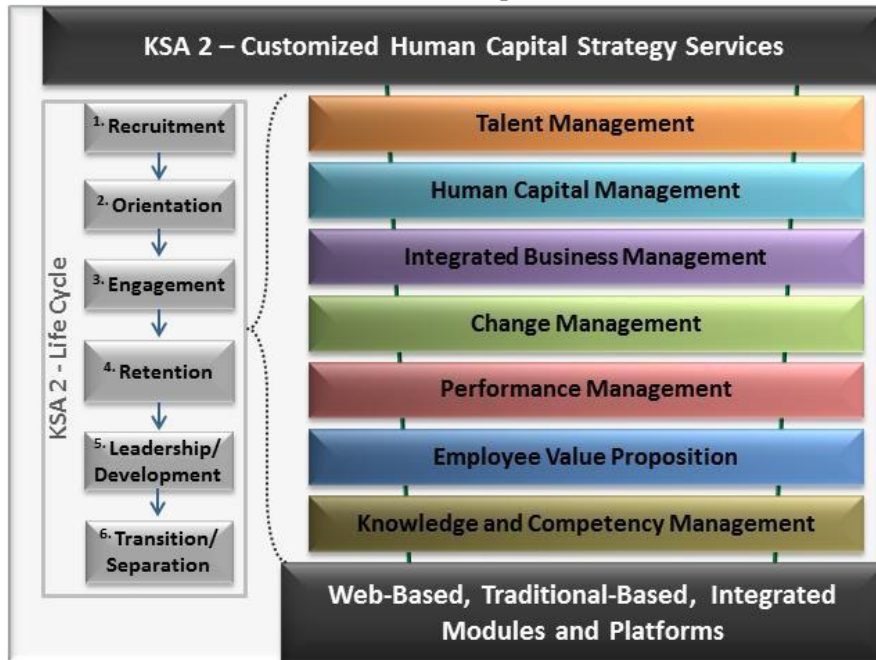 KSA 2 – Customized Human Capital Strategy Services
KSA 2 - Life Cycle
1. Recruitment
2. Orientation
3. Engagement
4. Retention
5. Leadership/
Development
6. Transition/
Separation
Talent Management
Human Capital Management
Integrated Business Management
Change Management
Performance Management
Employee Value Proposition
Knowledge and Competency Management
Web-Based, Traditional-Based, Integrated
Modules and Platforms